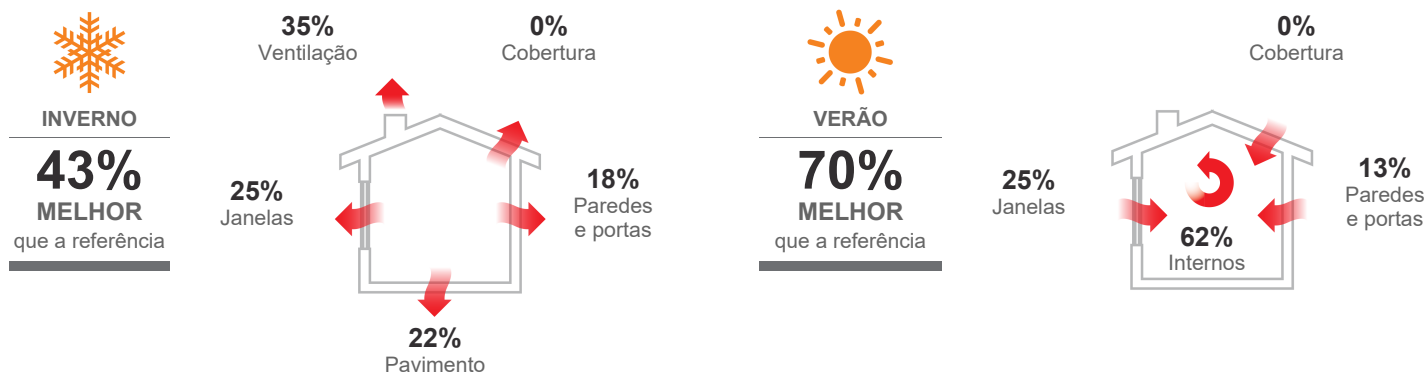 INVERNO
43%
MELHOR
que a referência
35%
Ventilação
0%
Cobertura
25%
Janelas
18%
Paredes
e portas
22%
Pavimento
VERÃO
70%
MELHOR
que a referência
0%
Cobertura
25%
Janelas
13%
Paredes
e portas
62%
Internos